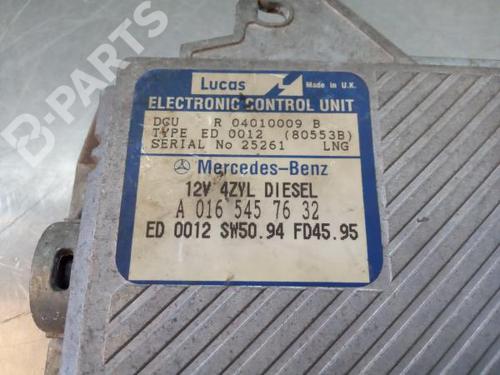 B-PARTS
Lucas Made in U.K.
ELECTRONIC CONTROL UNIT
DGU R 04010009 B
TYPE ED 0012 (80553B)
SERIAL No 25261 LNG
Mercedes-Benz
12V 4ZYL DIESEL
A 016 545 76 32
ED 0012 SW50.94 FD45.95